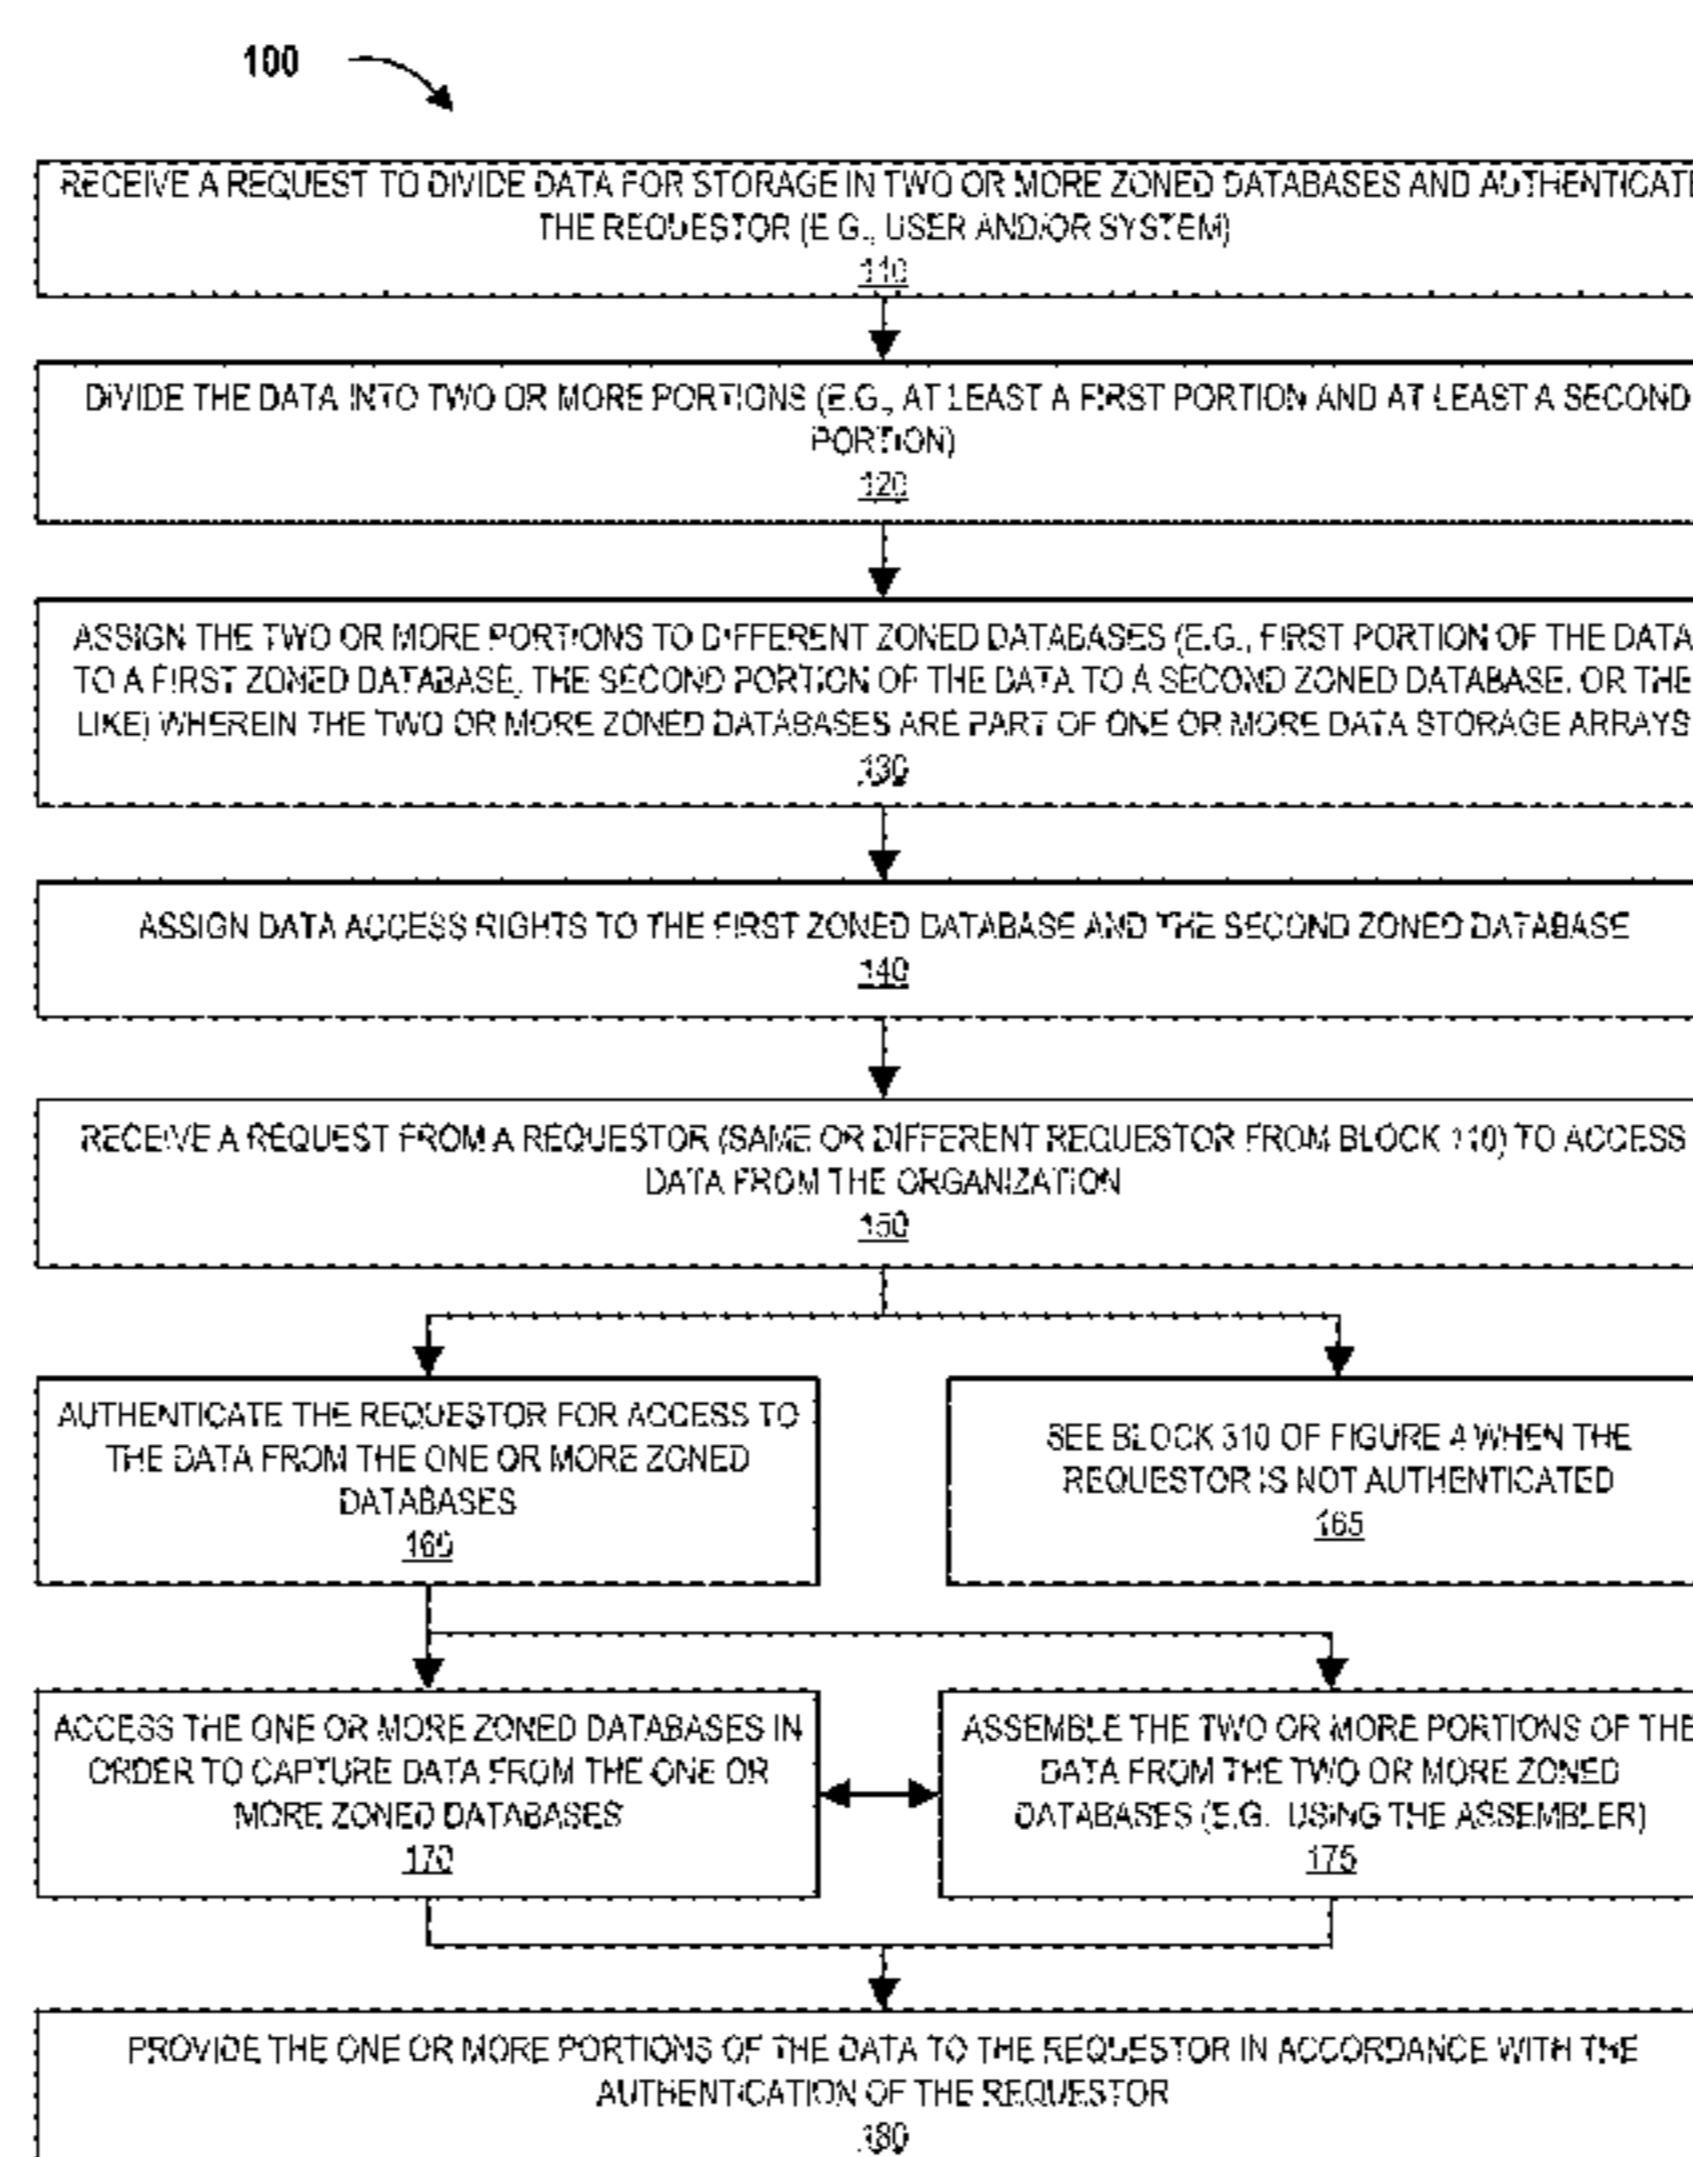 100
RECEIVE A REQUEST TO DIVIDE DATA FOR STORAGE IN TWO OR MORE ZONED DATABASES AND AUTHENTICATE
THE REQUESTOR (E.G., USER AND/OR SYSTEM)
110
DIVIDE THE DATA INTO TWO OR MORE PORTIONS (E.G., AT LEAST A FIRST PORTION AND AT LEAST A SECOND
PORTION)
120
ASSIGN THE TWO OR MORE PORTIONS TO DIFFERENT ZONED DATABASES (E.G., FIRST PORTION OF THE DATA
TO A FIRST ZONED DATABASE, THE SECOND PORTION OF THE DATA TO A SECOND ZONED DATABASE, OR THE
LIKE) WHEREIN THE TWO OR MORE ZONED DATABASES ARE PART OF ONE OR MORE DATA STORAGE ARRAYS
130
ASSIGN DATA ACCESS RIGHTS TO THE FIRST ZONED DATABASE AND THE SECOND ZONED DATABASE
140
RECEIVE A REQUEST FROM A REQUESTOR (SAME OR DIFFERENT REQUESTOR FROM BLOCK 110) TO ACCESS
DATA FROM THE ORGANIZATION
150
AUTHENTICATE THE REQUESTOR FOR ACCESS TO
THE DATA FROM THE ONE OR MORE ZONED
DATABASES
160
SEE BLOCK 310 OF FIGURE 4 WHEN THE
REQUESTOR IS NOT AUTHENTICATED
165
ACCESS THE ONE OR MORE ZONED DATABASES IN
ORDER TO CAPTURE DATA FROM THE ONE OR
MORE ZONED DATABASES
170
ASSEMBLE THE TWO OR MORE PORTIONS OF THE
DATA FROM THE TWO OR MORE ZONED
DATABASES (E.G. USING THE ASSEMBLER)
175
PROVIDE THE ONE OR MORE PORTIONS OF THE DATA TO THE REQUESTOR IN ACCORDANCE WITH THE
AUTHENTICATION OF THE REQUESTOR
180